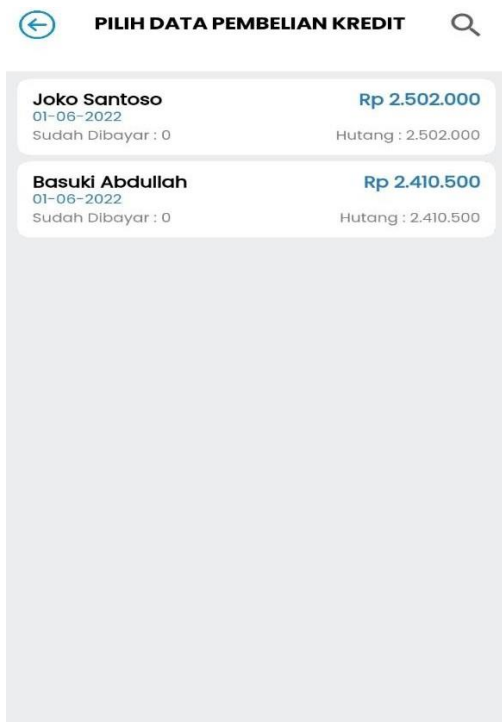 PILIH DATA PEMBELIAN KREDIT
Joko Santoso Rp 2.502.000
01-06-2022
Sudah Dibayar : 0 Hutang : 2.502.000
Basuki Abdullah Rp 2.410.500
01-06-2022
Sudah Dibayar : 0 Hutang : 2.410.500